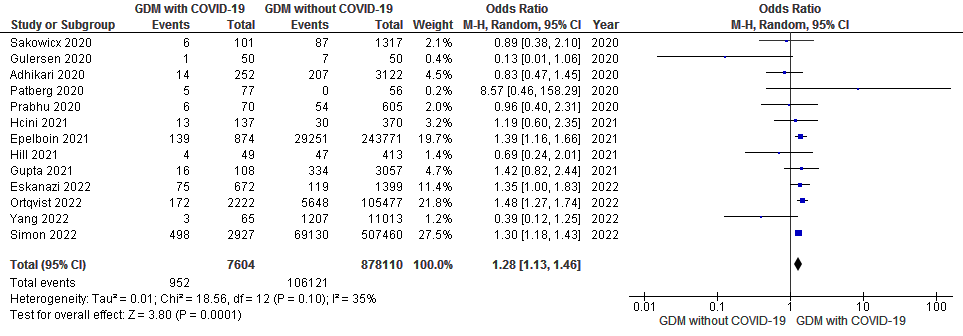 GDM with COVID-19 GDM without COVID-19 Odds Ratio Odds Ratio
Study or Subgroup Events Total Events Total Weight M-H, Random, 95% CI Year M-H, Random, 95% CI
Sakowicx 2020 6 101 87 1317 2.1% 0.89 [0.38, 2.10] 2020
Gulersen 2020 1 50 7 50 0.4% 0.13 [0.01, 1.06] 2020
Adhikari 2020 14 252 207 3122 4.5% 0.83 [0.47, 1.45] 2020
Patberg 2020 5 77 0 56 0.2% 8.57 [0.46, 158.29] 2020
Prabhu 2020 6 70 54 605 2.0% 0.96 [0.40, 2.31] 2020
Hcini 2021 13 137 30 370 3.1% 1.19 [0.60, 2.35] 2021
Epelboin 2021 139 874 29251 243771 19.7% 1.39 [1.16, 1.66] 2021
Hill 2021 4 49 47 413 1.4% 0.69 [0.24, 2.01] 2021
Gupta 2021 16 108 334 3057 4.7% 1.42 [0.82, 2.44] 2021
Eskanazi 2022 75 672 119 1399 11.4% 1.35 [1.00, 1.83] 2022
Ortqvist 2022 172 2222 5648 105477 21.8% 1.48 [1.27, 1.74] 2022
Yang 2022 3 65 1207 11013 1.2% 0.39 [0.12, 1.25] 2022
Simon 2022 498 2927 69130 507460 27.5% 1.30 [1.18, 1.43] 2022
Total (95% CI) 7604 878110 100.0% 1.28 [1.13, 1.46]
Total events 952 106121
Heterogeneity: Tau² = 0.01; Chi² = 18.56, df = 12 (P = 0.10); I² = 35%
Test for overall effect: Z = 3.80 (P = 0.0001)
0.01 0.1 1 10 100
GDM without COVID-19 GDM with COVID-19